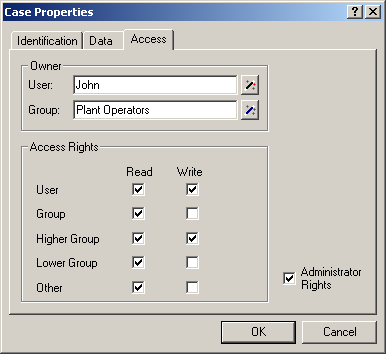 Case Properties
Identification Data Access
Owner
User: John
Group: Plant Operators
Access Rights
Read Write
User
Group
Higher Group
Lower Group
Other
Administrator
Rights
OK Cancel